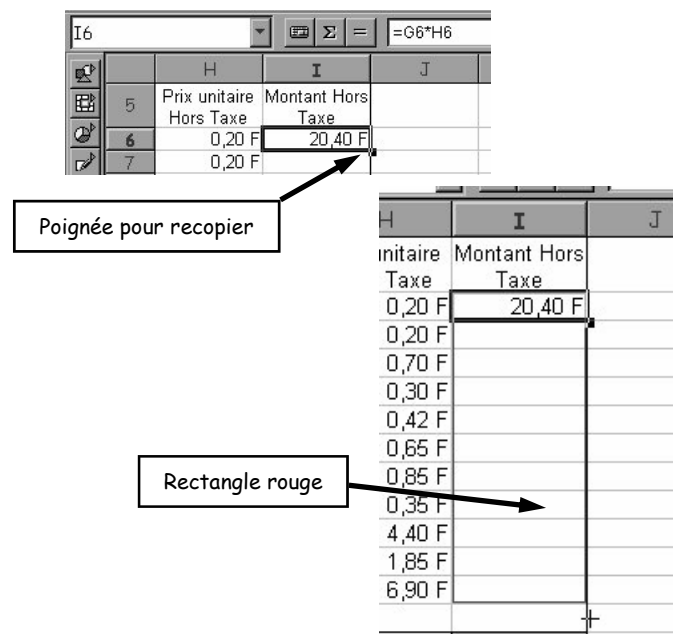 I6 Σ = =G6*H6
H I J
5 Prix unitaire Montant Hors
Hors Taxe Taxe
6 0,20 F 20,40 F
7 0,20 F
Poignée pour recopier
H I J
unitaire Montant Hors
Taxe Taxe
0,20 F 20,40 F
0,20 F
0,70 F
0,30 F
0,42 F
0,65 F
Rectangle rouge
0,85 F
0,35 F
4,40 F
1,85 F
6,90 F